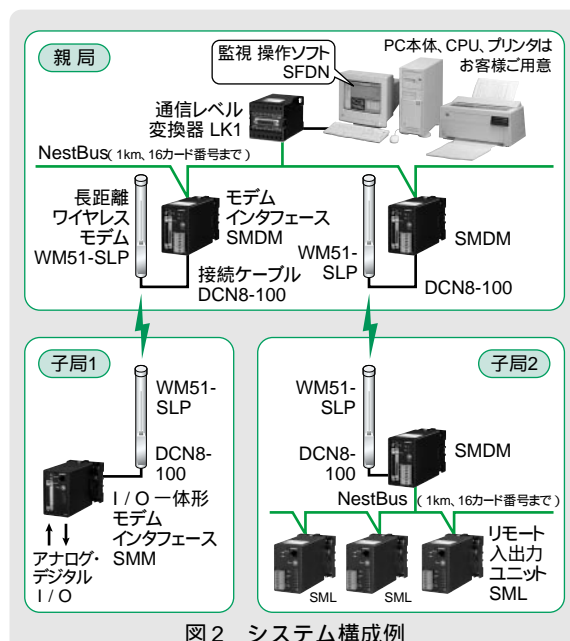 親 局
監視 操作ソフト
SFDN
PC本体、CPU、プリンタは
お客様ご用意
通信レベル
変換器 LK1
NestBus(1km、16カード番号まで)
長距離
ワイヤレス
モデム
WM51-SLP
モデム
インタフェース
SMDM
接続ケーブル
DCN8-100
WM51-
SLP
SMDM
DCN8-100
子局1
WM51-
SLP
DCN8-
100
I/O 一体形
モデム
インタフェース
SMM
アナログ・
デジタル
I/O
子局2
WM51-
SLP
DCN8-
100
SMDM
NestBus (1km、16カード番号まで)
SML
SML
SML
リモート
入出力
ユニット
SML
図2 システム構成例